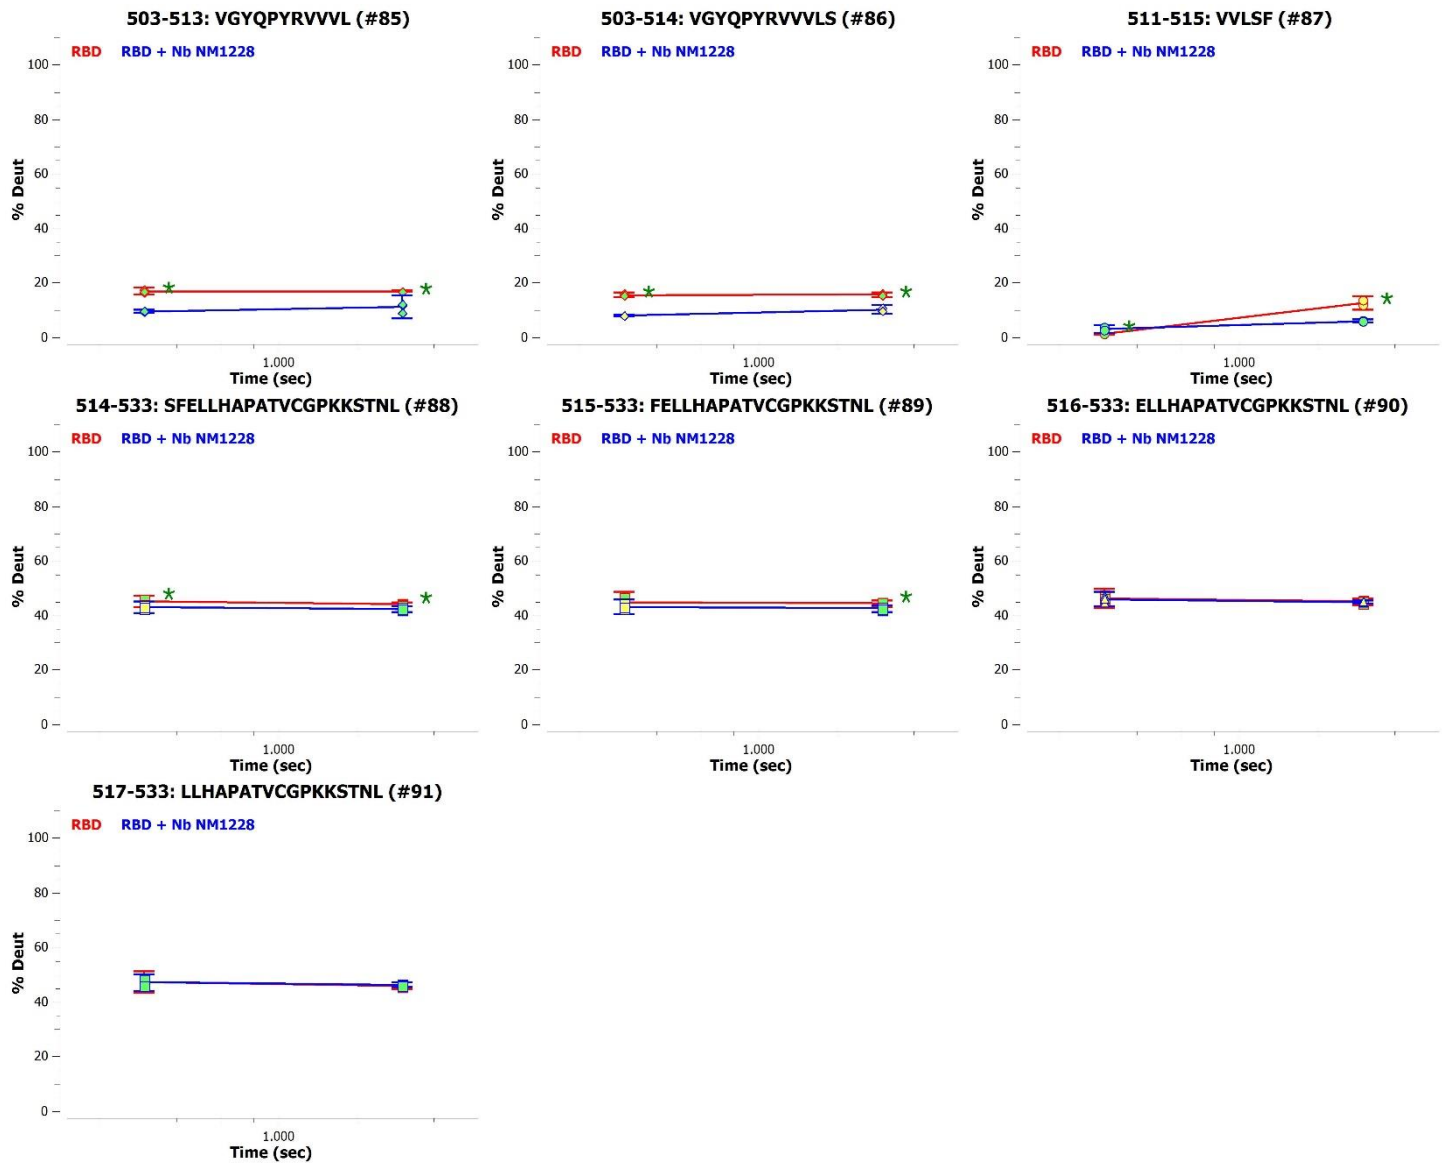 503-513: VGYQPYRVVVL (#85)
RBD RBD + Nb NM1228
100
80
60
40
20
0
% Deut
1.000
Time (sec)
503-514: VGYQPYRVVVLS (#86)
RBD RBD + Nb NM1228
100
80
60
40
20
0
% Deut
1.000
Time (sec)
511-515: VVLSF (#87)
RBD RBD + Nb NM1228
100
80
60
40
20
0
% Deut
1.000
Time (sec)
514-533: SFELLHAPATVCGPKKSTNL (#88)
RBD RBD + Nb NM1228
100
80
60
40
20
0
% Deut
1.000
Time (sec)
515-533: FELLHAPATVCGPKKSTNL (#89)
RBD RBD + Nb NM1228
100
80
60
40
20
0
% Deut
1.000
Time (sec)
516-533: ELLHAPATVCGPKKSTNL (#90)
RBD RBD + Nb NM1228
100
80
60
40
20
0
% Deut
1.000
Time (sec)
517-533: LLHAPATVCGPKKSTNL (#91)
RBD RBD + Nb NM1228
100
80
60
40
20
0
% Deut
1.000
Time (sec)